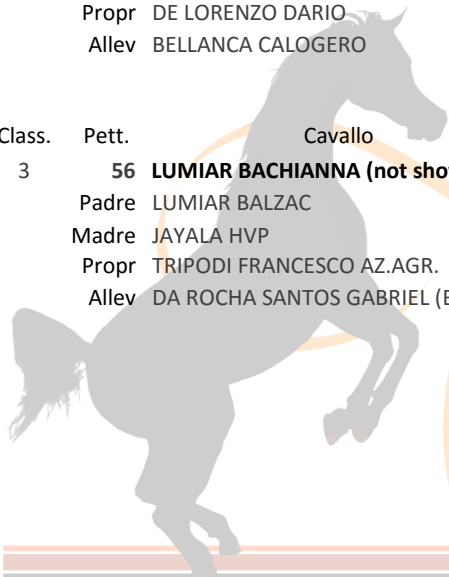 Propr DE LORENZO DARIO
Allev BELLANCA CALOGERO
Class. Pett. Cavallo
3 56 LUMIAR BACHIANNA (not
Padre LUMIAR BALZAC
Madre JAYALA HVP
Propr TRIPODI FRANCESCO AZ.AGR.
Allev DA ROCHA SANTOS GABRIEL